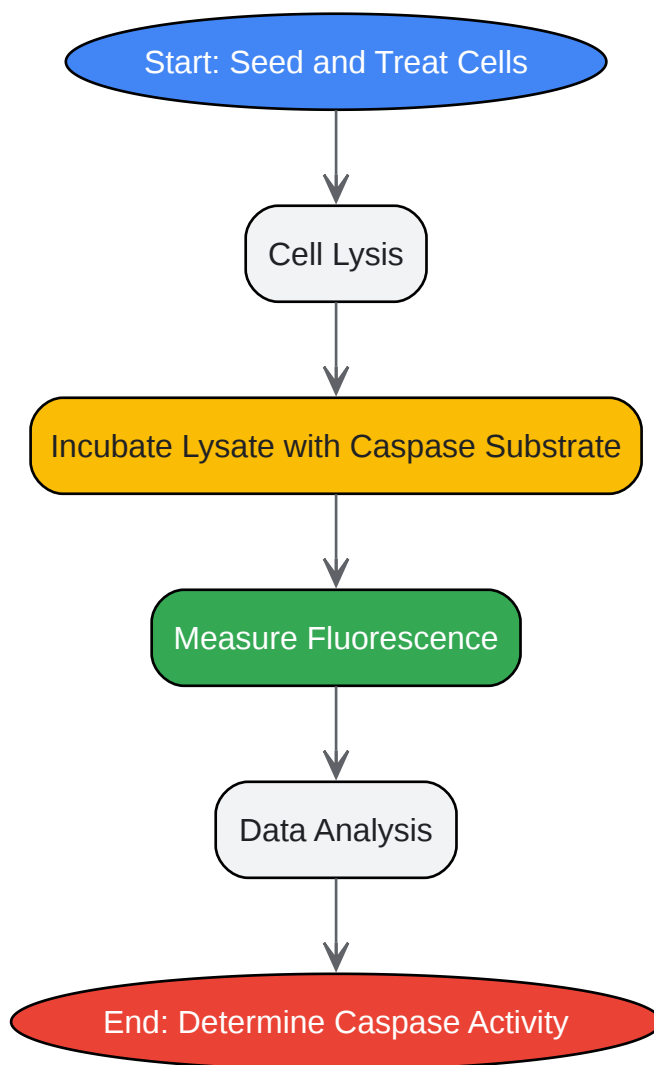 Start: Seed and Treat Cells
Cell Lysis
Incubate Lysate with Caspase Substrate
Measure Fluorescence
Data Analysis
End: Determine Caspase Activity